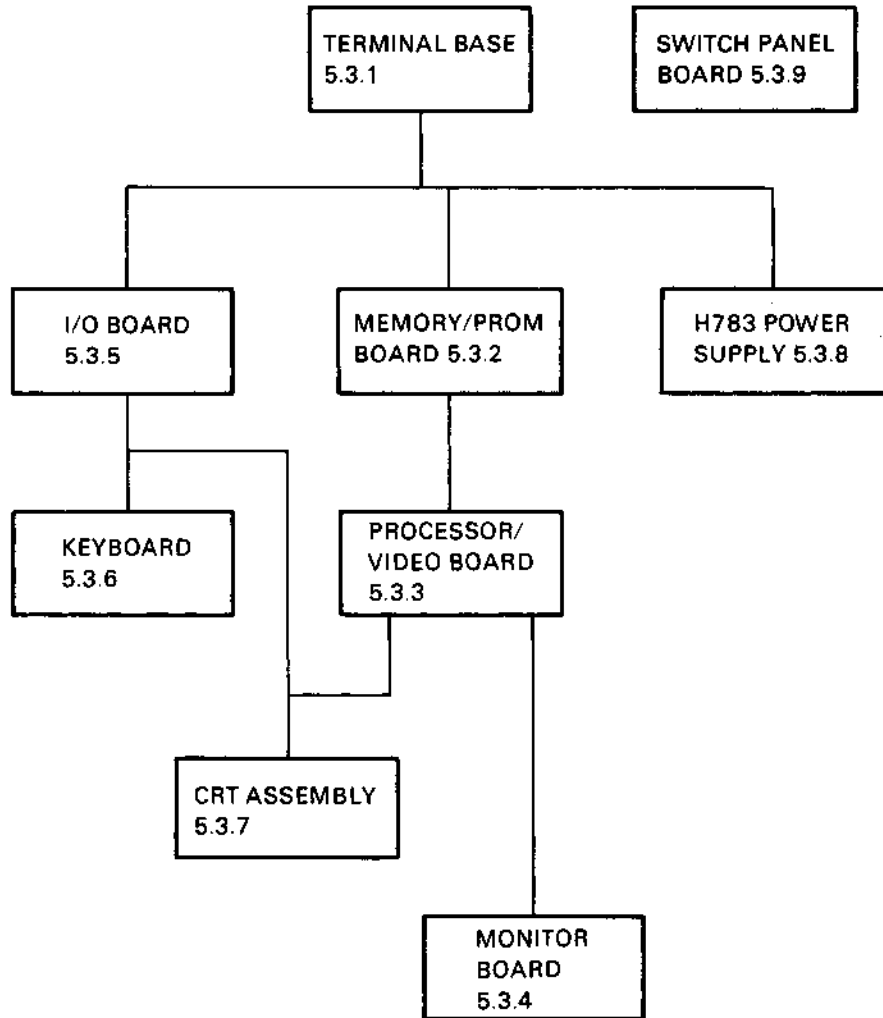 TERMINAL BASE
5.3.1
SWITCH PANEL
BOARD 5.3.9
I/O BOARD
5.3.5
MEMORY/PROM
BOARD 5.3.2
H783 POWER
SUPPLY 5.3.8
KEYBOARD
5.3.6
PROCESSOR/
VIDEO BOARD
5.3.3
CRT ASSEMBLY
5.3.7
MONITOR
BOARD
5.3.4